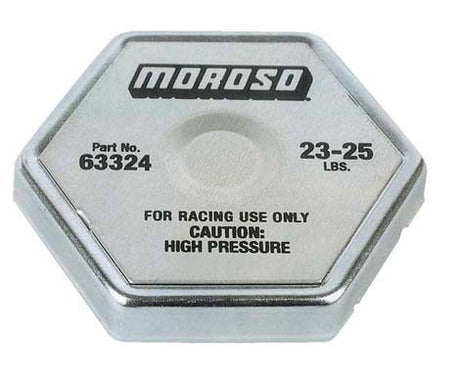 MOROSO
Part No.
63324
23-25
LBS.
FOR RACING USE ONLY
CAUTION:
HIGH PRESSURE